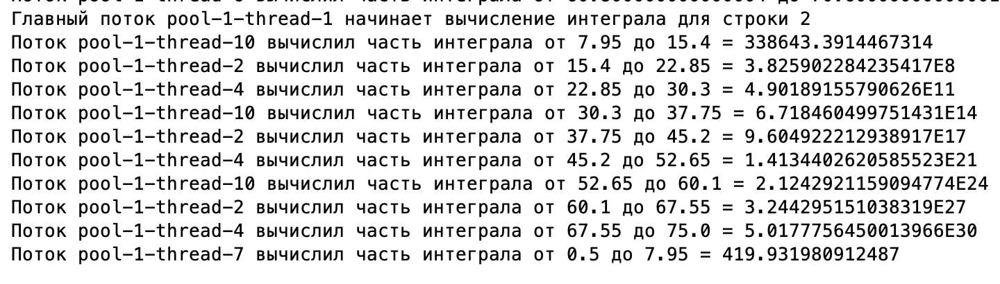 Главный поток pool-1-thread-1 начинает вычисление интеграла для строки 2
Поток pool-1-thread-10 вычислил часть интеграла от 7.95 до 15.4 = 338643.3914467314
Поток pool-1-thread-2 вычислил часть интеграла от 15.4 до 22.85 = 3.825902284235417E8
Поток pool-1-thread-4 вычислил часть интеграла от 22.85 до 30.3 = 4.90189155790626E11
Поток pool-1-thread-10 вычислил часть интеграла от 30.3 до 37.75 = 6.718460499751431E14
Поток pool-1-thread-2 вычислил часть интеграла от 37.75 до 45.2 = 9.604922212938917E17
Поток pool-1-thread-4 вычислил часть интеграла от 45.2 до 52.65 = 1.4134402620585523E21
Поток pool-1-thread-10 вычислил часть интеграла от 52.65 до 60.1 = 2.1242921159094774E24
Поток pool-1-thread-2 вычислил часть интеграла от 60.1 до 67.55 = 3.244295151038319E27
Поток pool-1-thread-4 вычислил часть интеграла от 67.55 до 75.0 = 5.0177756450013966E30
Поток pool-1-thread-7 вычислил часть интеграла от 0.5 до 7.95 = 419.931980912487